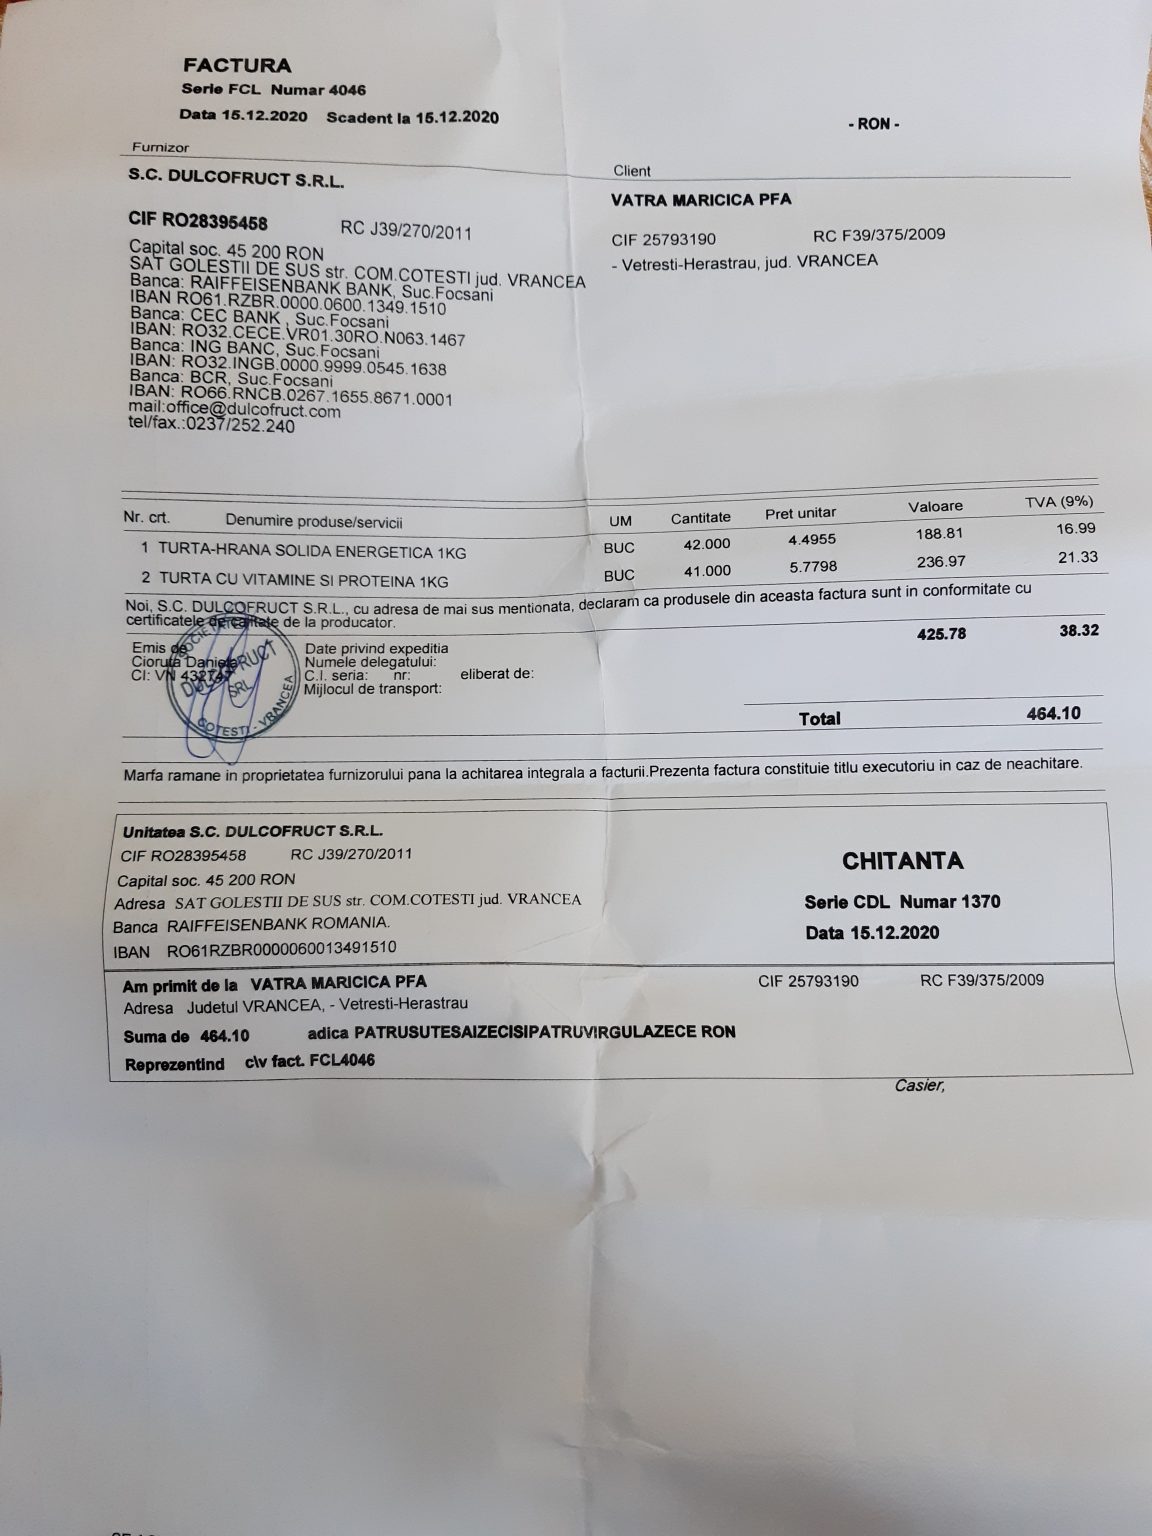 FACTURA
Serie FCL Numar 4046
Data 15.12.2020 Scadent la 15.12.2020
- RON -
Furnizor
S.C. DULCOFRUCT S.R.L.
CIF RO28395458 RC J39/270/2011
Capital soc. 45 200 RON
SAT GOLESTII DE SUS str. COM.COTESTI jud. VRANCEA
Banca: RAIFFEISENBANK BANK, Suc.Focsani
IBAN RO61.RZBR.0000.0600.1349.1510
Banca: CEC BANK , Suc.Focsani
IBAN: RO32.CECE.VR01.30RO.N063.1467
Banca: ING BANC, Suc.Focsani
IBAN: RO32.INGB.0000.9999.0545.1638
Banca: BCR, Suc.Focsani
IBAN: RO66.RNCB.0267.1655.8671.0001
mail:office@dulcofruct.com
tel/fax.:0237/252.240
Client
VATRA MARICICA PFA
CIF 25793190 RC F39/375/2009
- Vetresti-Herastrau, jud. VRANCEA
Nr. crt. Denumire produse/servicii UM Cantitate Pret unitar Valoare TVA (9%)
1 TURTA-HRANA SOLIDA ENERGETICA 1KG BUC 42.000 4.4955 188.81 16.99
2 TURTA CU VITAMINE SI PROTEINA 1KG BUC 41.000 5.7798 236.97 21.33
Noi, S.C. DULCOFRUCT S.R.L., cu adresa de mai sus mentionata, declaram ca produsele din aceasta factura sunt in conformitate cu
certificatele de calitate de la producator.
425.78 38.32
Emis de
Cioruta Daniela
CI: VN
SOCIETATEA
DULCOFRUCT
SRL
COTESTI - VRANCEA
Date privind expeditia
Numele delegatului:
C.I. seria: nr: eliberat de:
Mijlocul de transport:
Total 464.10
Marfa ramane in proprietatea furnizorului pana la achitarea integrala a facturii.Prezenta factura constituie titlu executoriu in caz de neachitare.
Unitatea S.C. DULCOFRUCT S.R.L.
CIF RO28395458 RC J39/270/2011
Capital soc. 45 200 RON
Adresa SAT GOLESTII DE SUS str. COM.COTESTI jud. VRANCEA
Banca RAIFFEISENBANK ROMANIA.
IBAN RO61RZBR0000060013491510
CHITANTA
Serie CDL Numar 1370
Data 15.12.2020
Am primit de la VATRA MARICICA PFA CIF 25793190 RC F39/375/2009
Adresa Judetul VRANCEA, - Vetresti-Herastrau
Suma de 464.10 adica PATRUSUTESAIZECISIPATRUVIRGULAZECE RON
Reprezentind c\v fact. FCL4046
Casier,